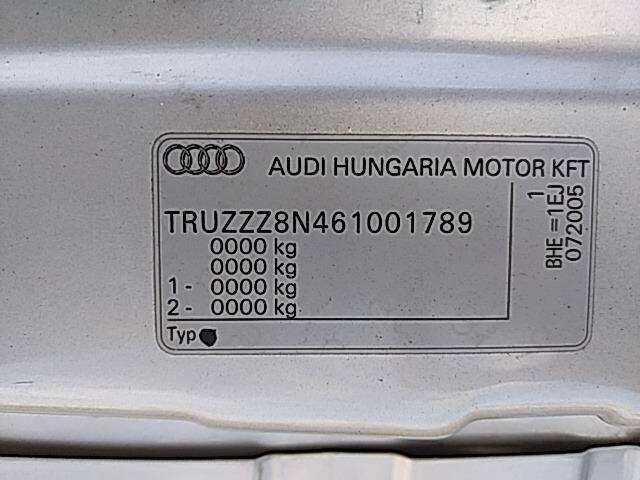 AUDI HUNGARIA MOTOR KFT
TRUZZZ8N461001789
0000 kg
0000 kg
1 - 0000 kg
2 - 0000 kg
Typ
1
BHE =1EJ
072005